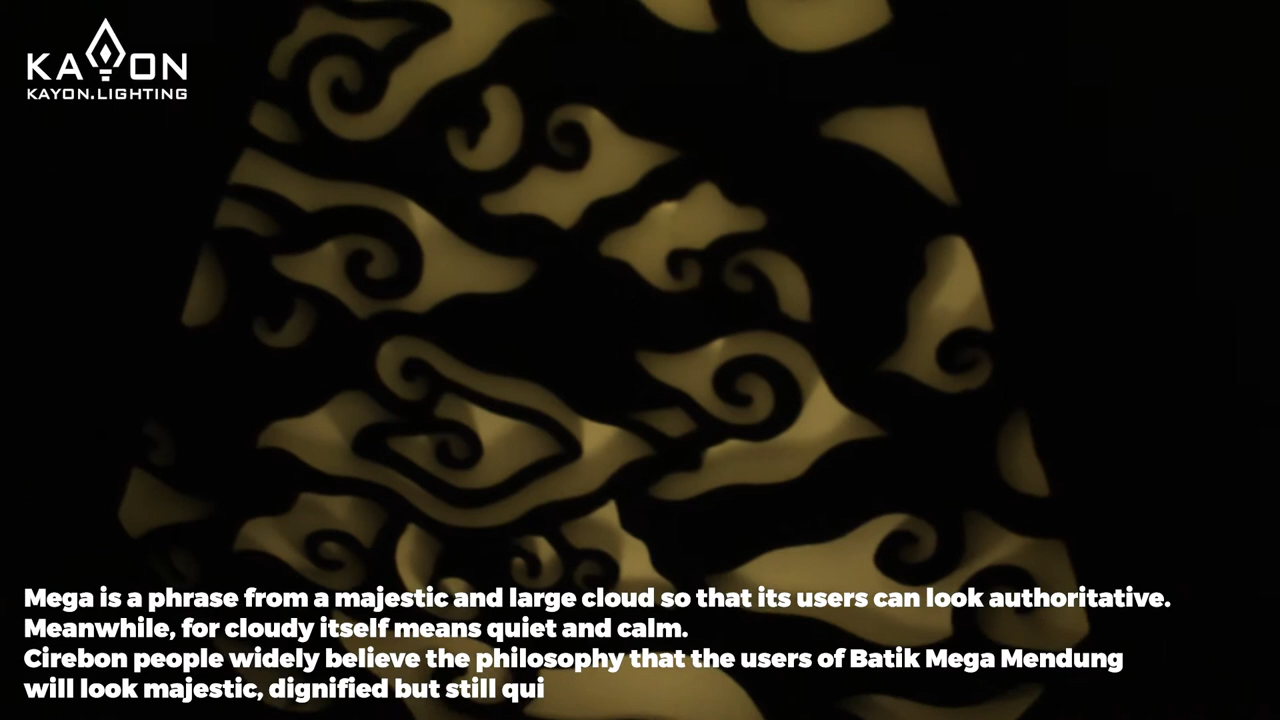 KAYON
KAYON.LIGHTING
Mega is a phrase from a majestic and large cloud so that its users can look authoritative.
Meanwhile, for cloudy itself means quiet and calm.
Cirebon people widely believe the philosophy that the users of Batik Mega Mendung
will look majestic, dignified but still qui